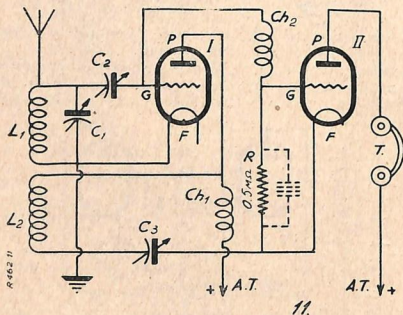 P
I
Ch₂
P
II
C₂
G
G
F
F
L₁
C₁
R
0.5 MΩ
T.
Ch₁
L₂
C₃
R 462 11
+ A.T.
A.T. +
11.